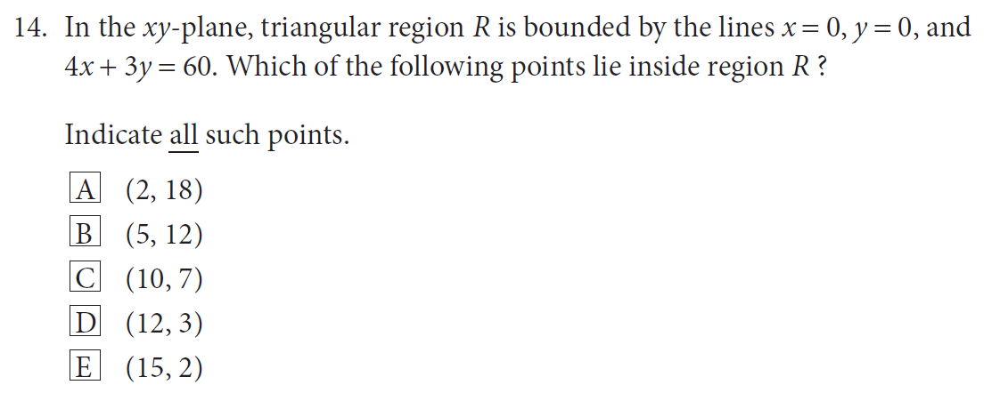 14. In the xy-plane, triangular region R is bounded by the lines x = 0, y = 0, and
4x + 3y = 60. Which of the following points lie inside region R ?
Indicate all such points.
A (2, 18)
B (5, 12)
C (10, 7)
D (12, 3)
E (15, 2)